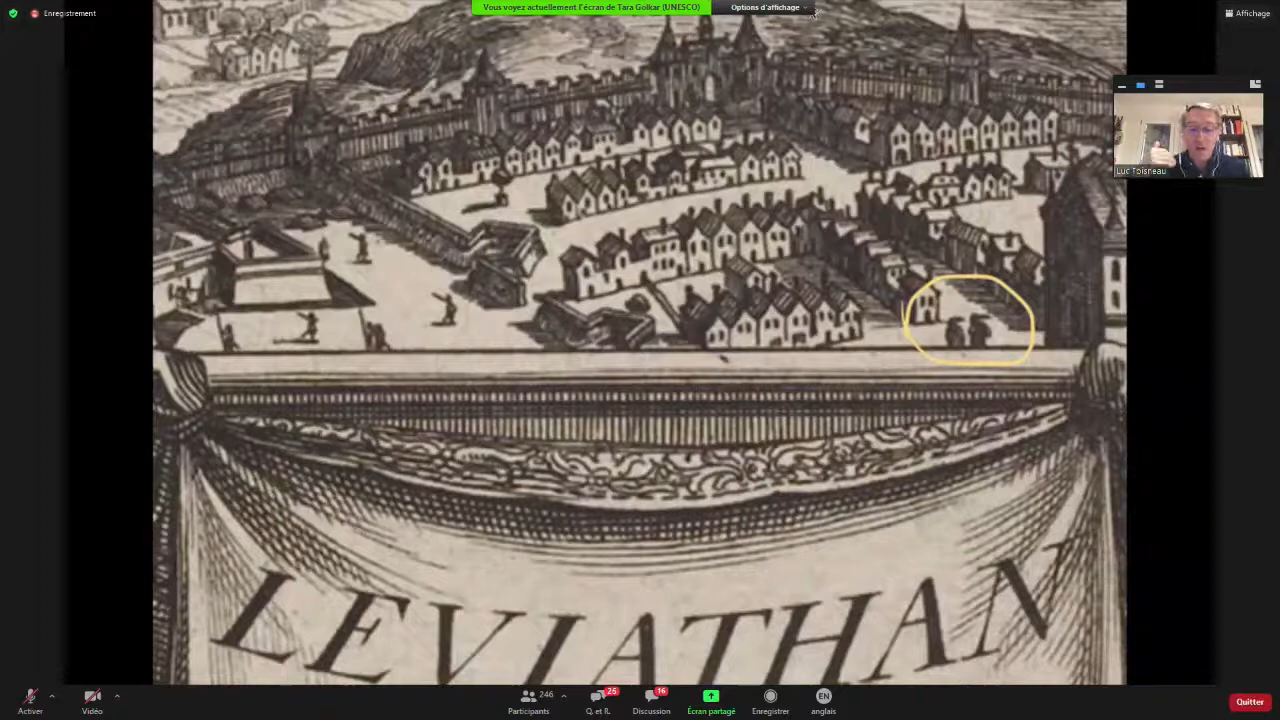 Enregistrement
Vous voyez actuellement l'écran de Tara Golkar (UNESCO)
Options d'affichage
Affichage
Luc Foisneau
LEVIATHAN
Activer
Vidéo
Participants
246
Q. et R.
25
Discussion
16
Écran partagé
Enregistrer
EN
anglais
Quitter